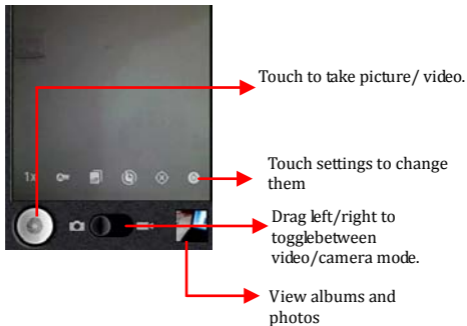 Touch to take picture/ video.
1x
Touch settings to change
them
Drag left/right to
togglebetween
video/camera mode.
View albums and
photos